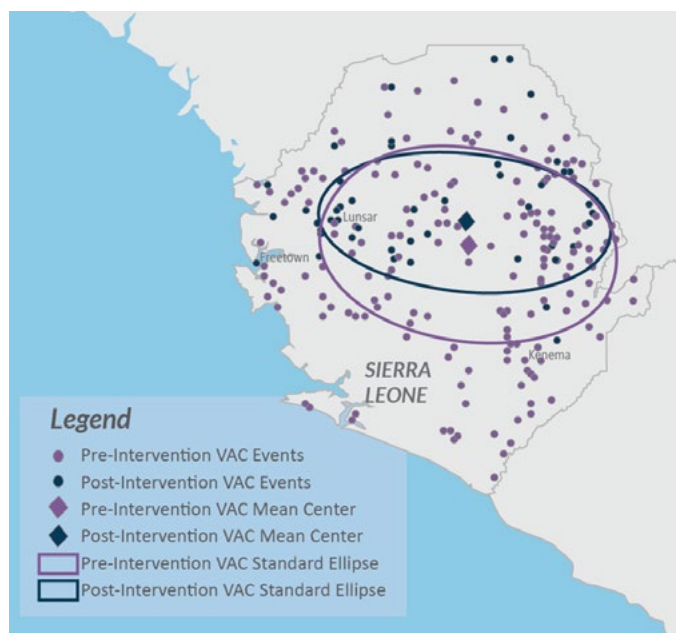 Lunsar
Freetown
Kenema
SIERRA
LEONE
Legend
Pre-Intervention VAC Events
Post-Intervention VAC Events
Pre-Intervention VAC Mean Center
Post-Intervention VAC Mean Center
Pre-Intervention VAC Standard Ellipse
Post-Intervention VAC Standard Ellipse